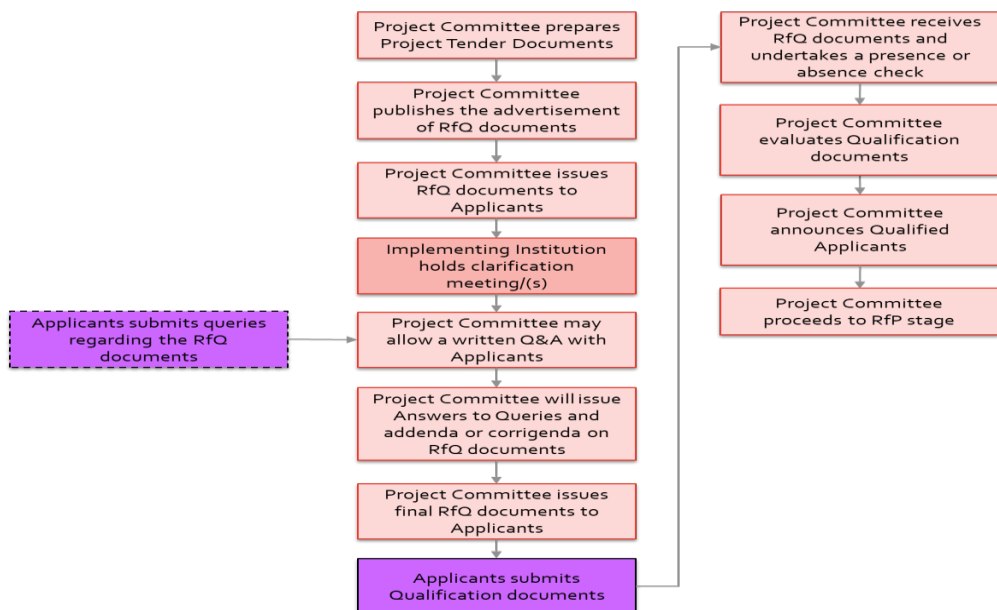 Project Committee prepares
Project Tender Documents
Project Committee
publishes the advertisement
of RfQ documents
Project Committee issues
RfQ documents to
Applicants
Implementing Institution
holds clarification
meeting/(s)
Applicants submits queries
regarding the RfQ
documents
Project Committee may
allow a written Q&A with
Applicants
Project Committee will issue
Answers to Queries and
addenda or corrigenda on
RfQ documents
Project Committee issues
final RfQ documents to
Applicants
Applicants submits
Qualification documents
Project Committee receives
RfQ documents and
undertakes a presence or
absence check
Project Committee
evaluates Qualification
documents
Project Committee
announces Qualified
Applicants
Project Committee
proceeds to RfP stage